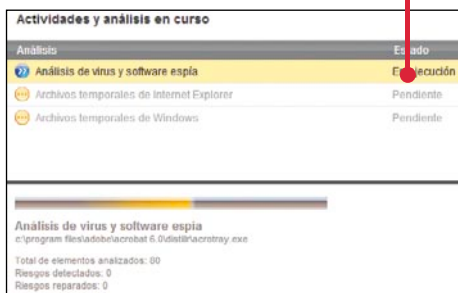 Actividades y análisis en curso
Análisis Estado
Análisis de virus y software espía En ejecución
Archivos temporales de Internet Explorer Pendiente
Archivos temporales de Windows Pendiente
Análisis de virus y software espía
c:\program files\adobe\acrobat 6.0\distillr\acrotray.exe
Total de elementos analizados: 80
Riesgos detectados: 0
Riesgos reparados: 0